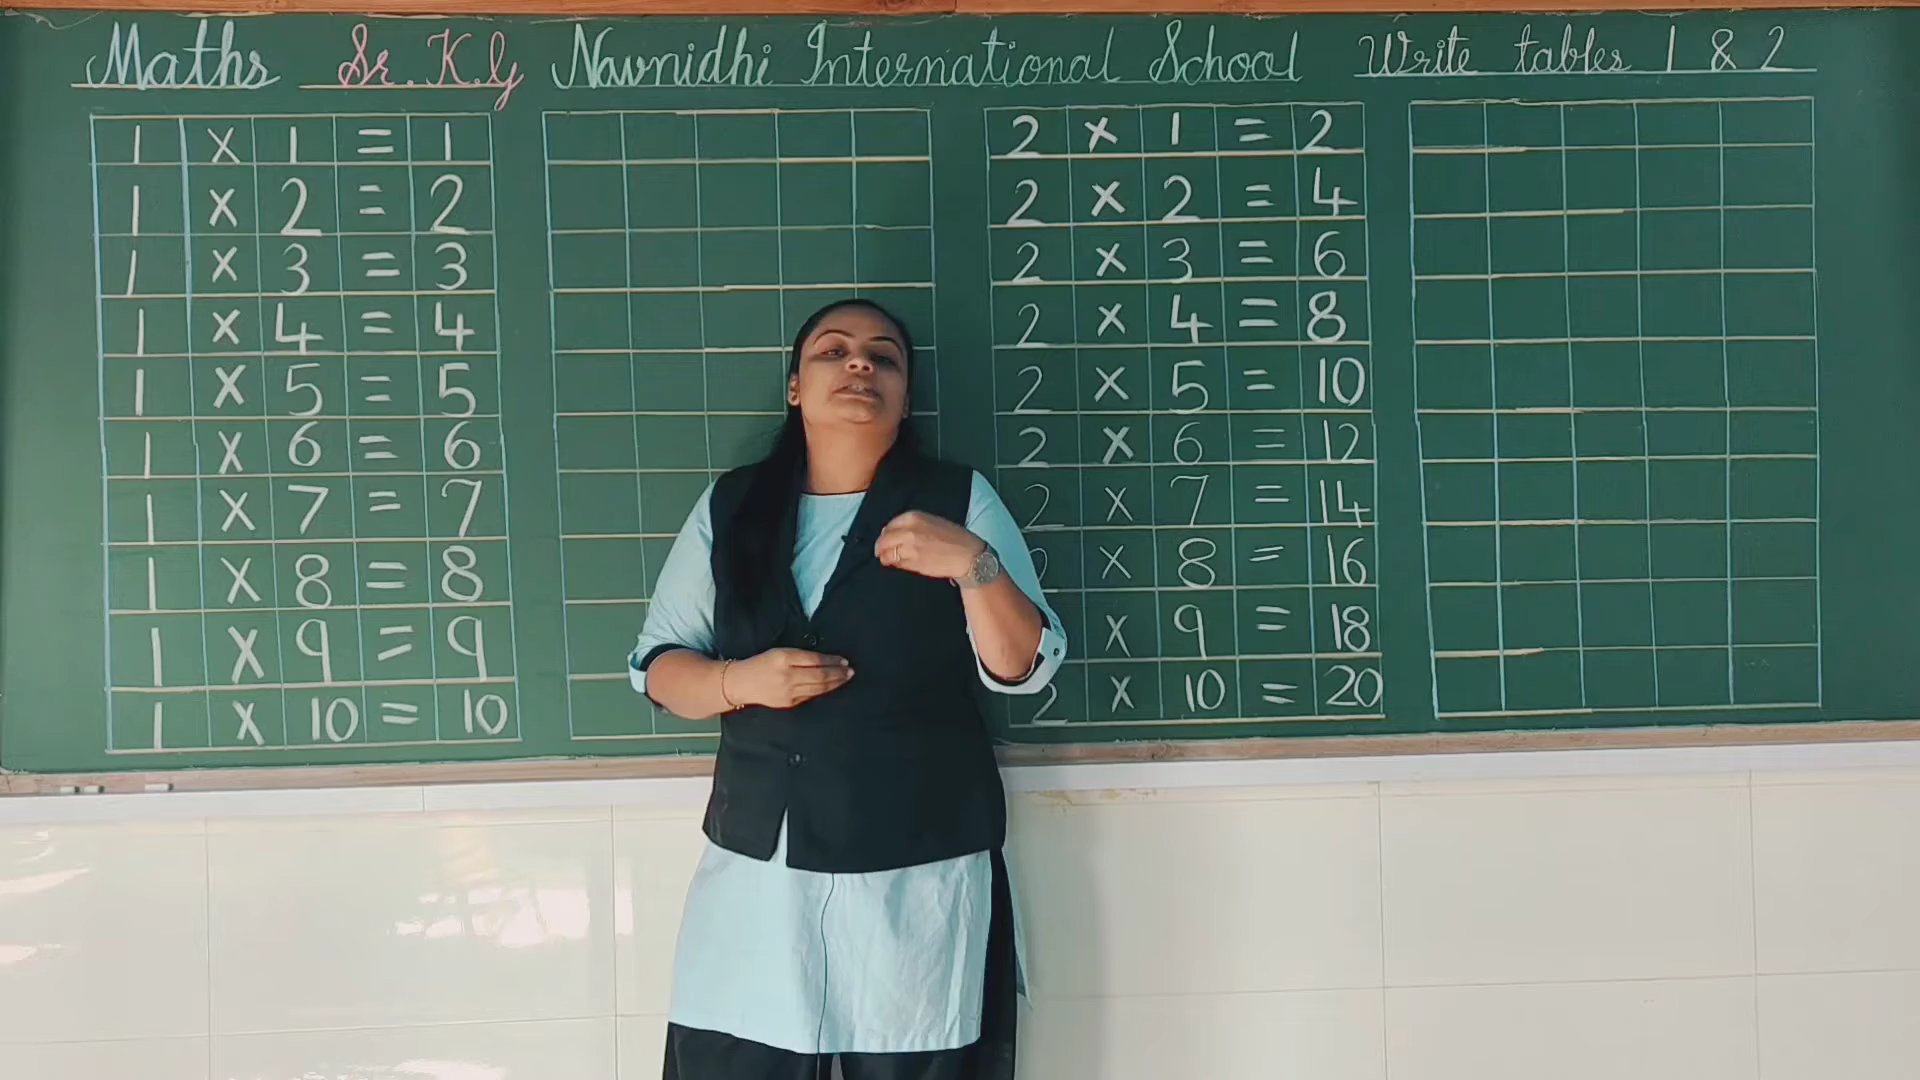 Maths Sr. K.G Navnidhi International School Write tables 1 & 2
1 × 1 = 1
1 × 2 = 2
1 × 3 = 3
1 × 4 = 4
1 × 5 = 5
1 × 6 = 6
1 × 7 = 7
1 × 8 = 8
1 × 9 = 9
1 × 10 = 10
2 × 1 = 2
2 × 2 = 4
2 × 3 = 6
2 × 4 = 8
2 × 5 = 10
2 × 6 = 12
2 × 7 = 14
2 × 8 = 16
× 9 = 18
2 × 10 = 20